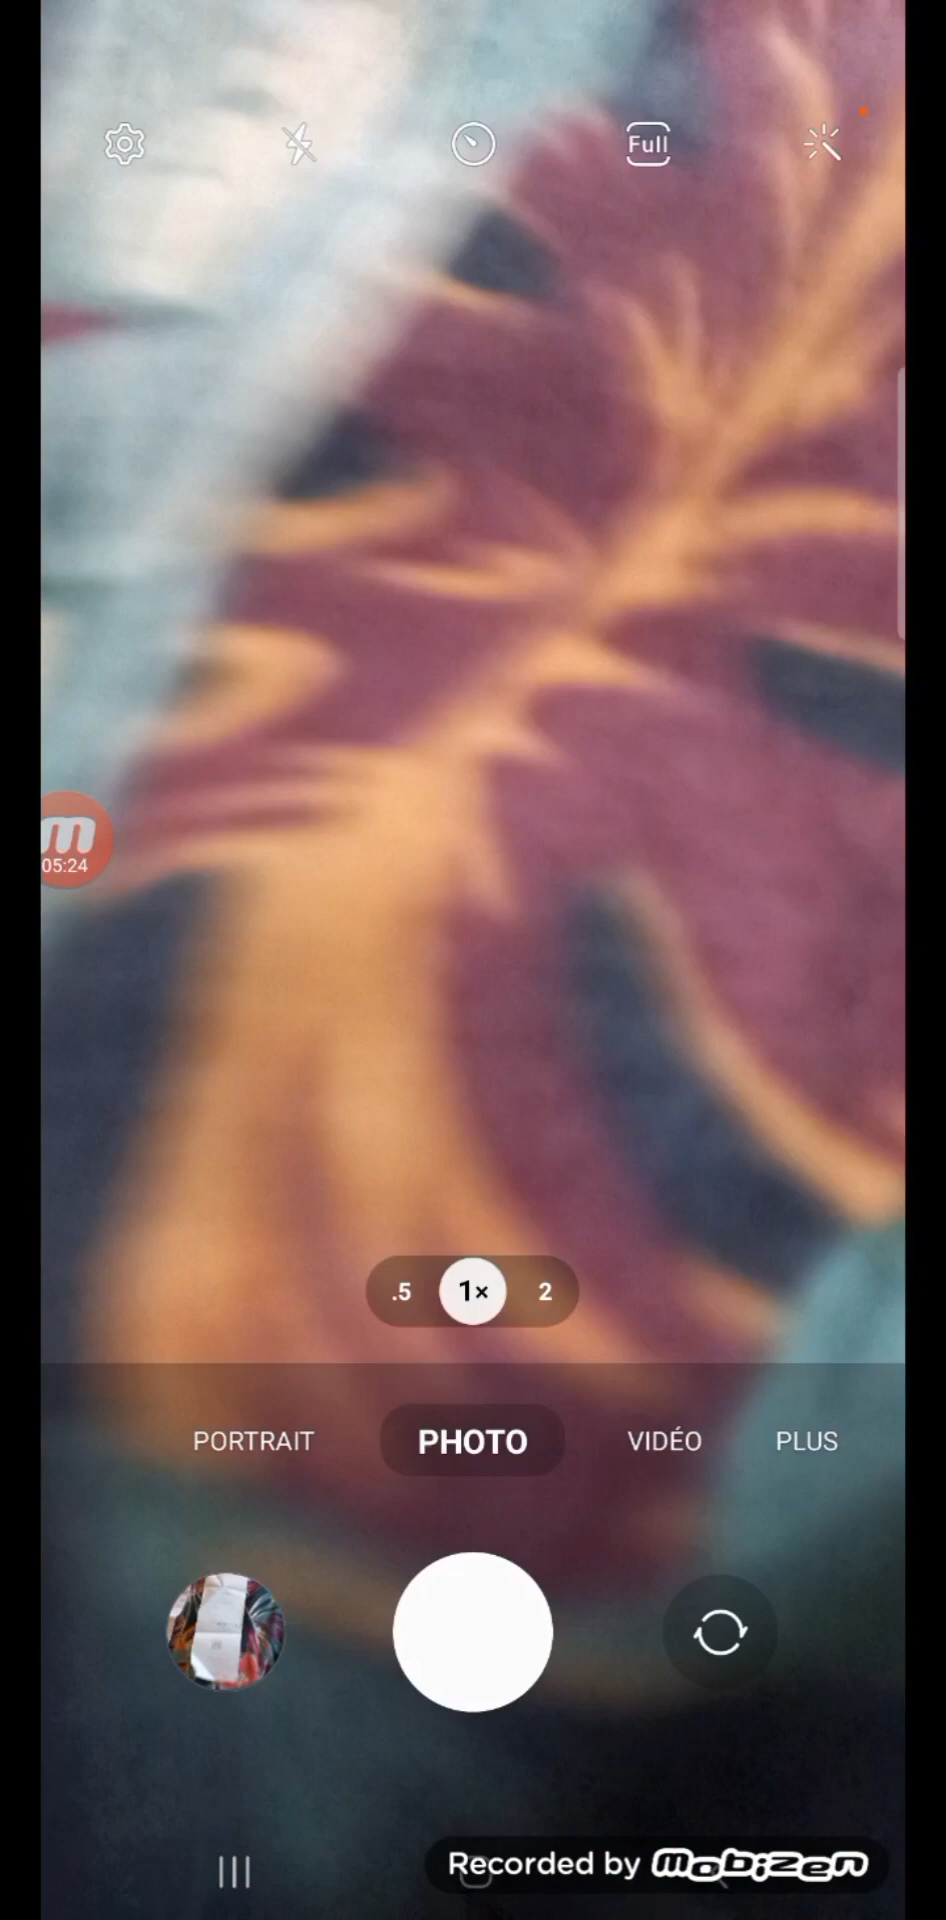 Full
m
05:24
.5 1× 2
PORTRAIT PHOTO VIDÉO PLUS
Recorded by mobizen